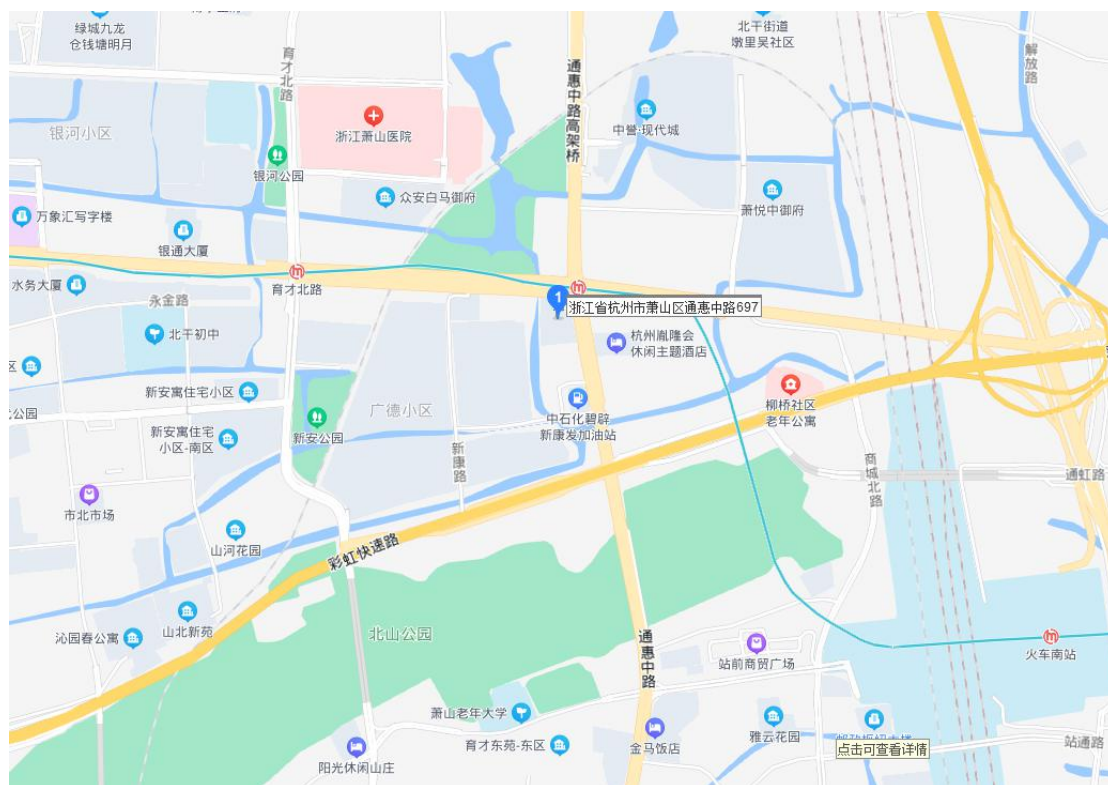 绿城九龙
仓钱塘明月
育才北路
通惠中路高架桥
北干街道
墩里吴社区
解放路
银河小区
浙江萧山医院
中誉·现代城
银河公园
众安白马御府
萧悦中御府
万象汇写字楼
银通大厦
水务大厦
育才北路
永金路
1
浙江省杭州市萧山区通惠中路697
北干初中
杭州胤隆会
休闲主题酒店
区
新安寓住宅小区
公园
广德小区
中石化碧辟
新康发加油站
柳桥社区
老年公寓
新安公园
新安寓住宅
小区-南区
新康路
商城北路
通虹路
市北市场
山河花园
彩虹快速路
沁园春公寓
山北新苑
北山公园
通惠中路
站前商贸广场
火车南站
萧山老年大学
育才东苑-东区
金马饭店
雅云花园
点击可查看详情
站通路
阳光休闲山庄